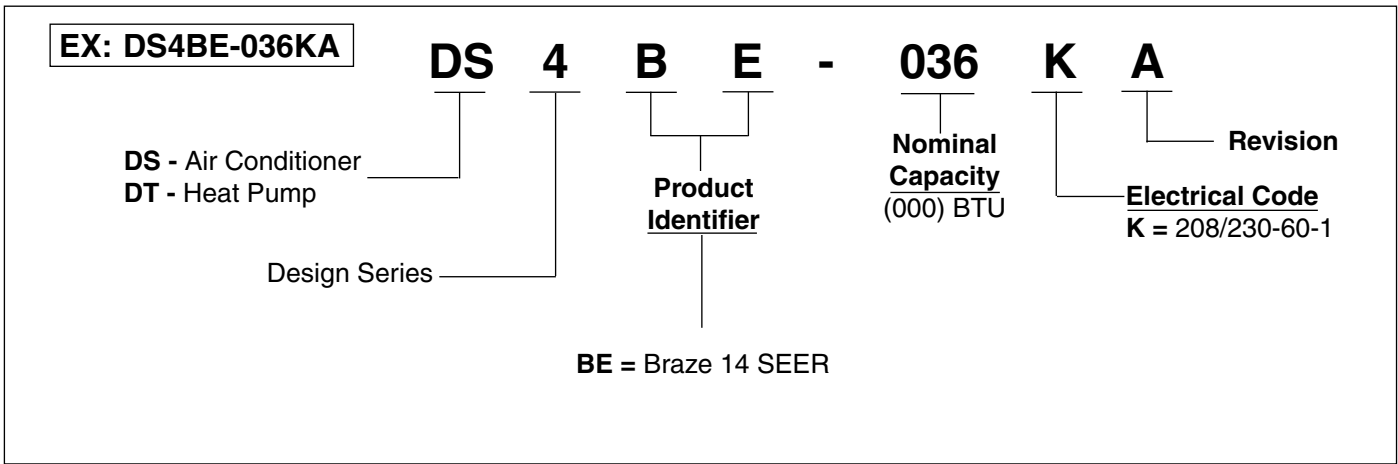 EX: DS4BE-036KA
DS 4 B E - 036 K A
DS - Air Conditioner
DT - Heat Pump
Design Series
Product
Identifier
BE = Braze 14 SEER
Nominal
Capacity
(000) BTU
Revision
Electrical Code
K = 208/230-60-1